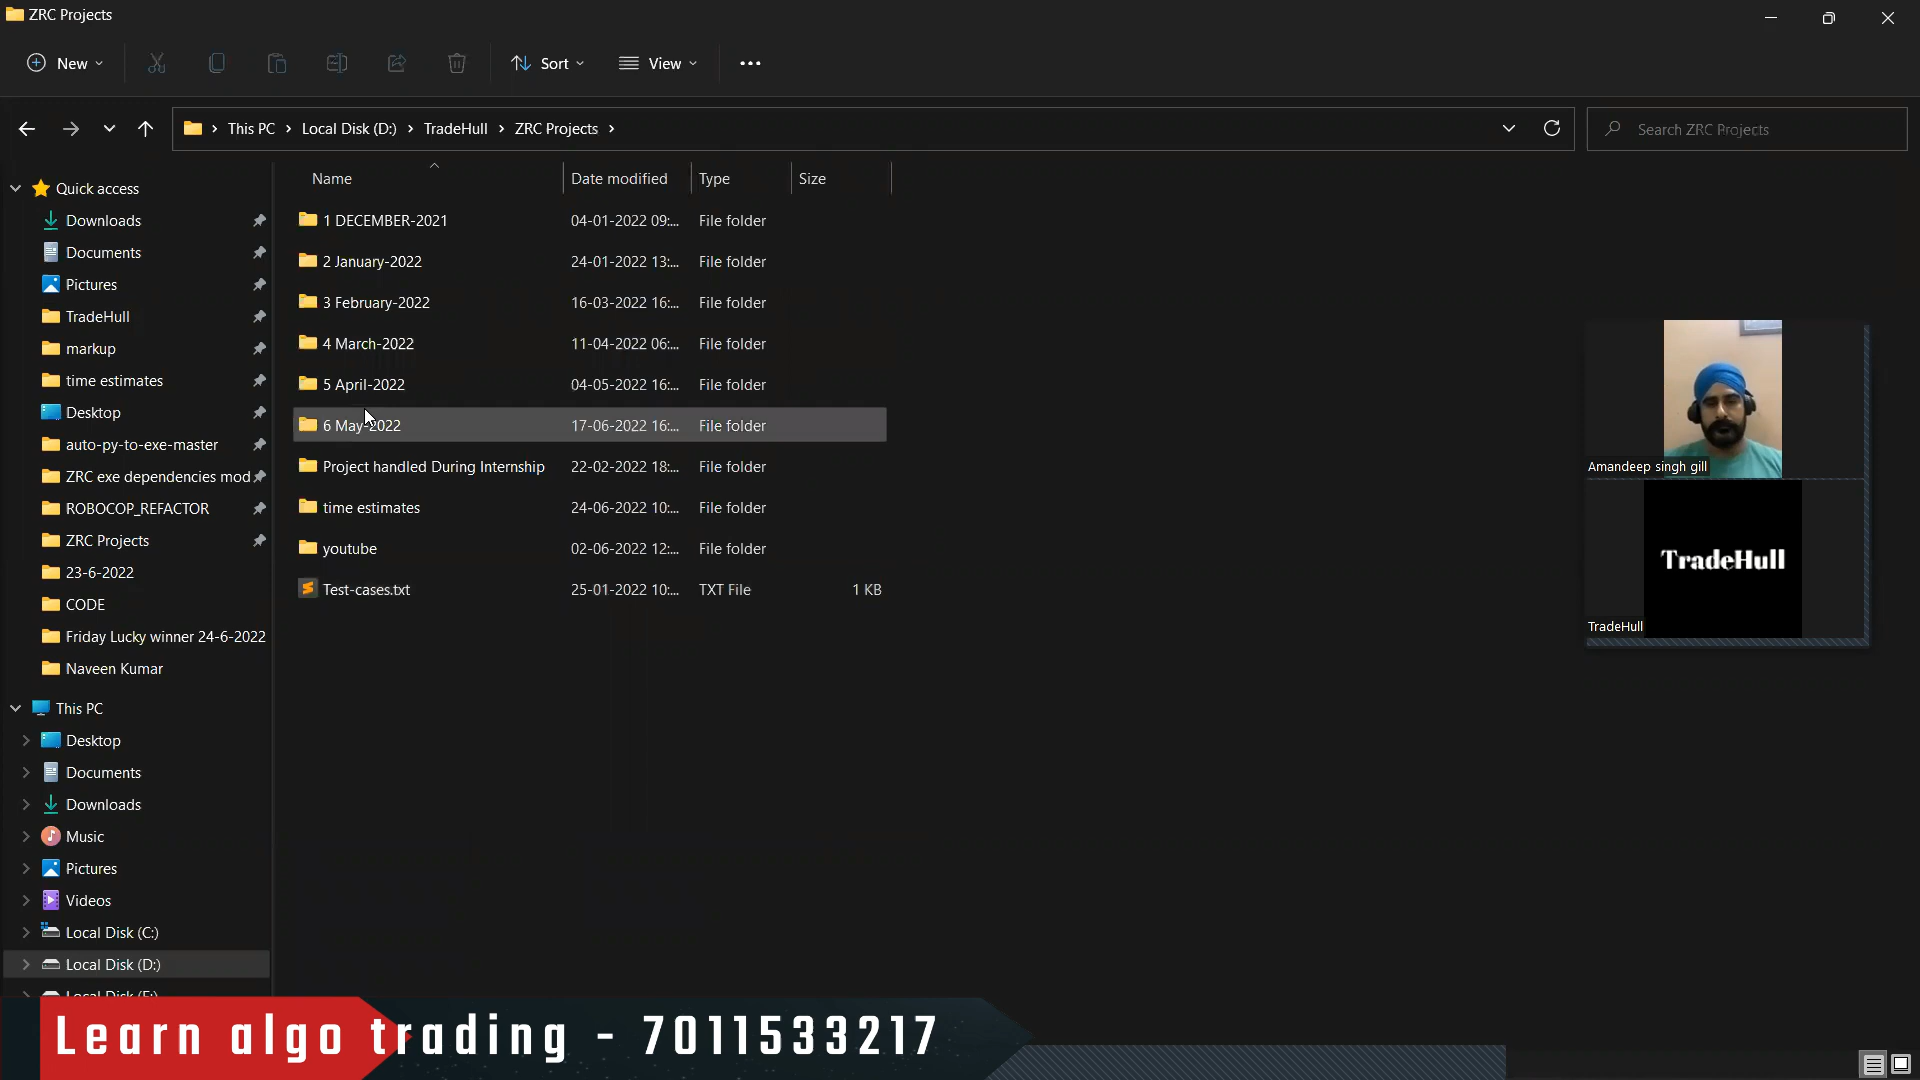 ZRC Projects
New
Sort
View
This PC > Local Disk (D:) > TradeHull > ZRC Projects >
Search ZRC Projects
Name Date modified Type Size
1 DECEMBER-2021 04-01-2022 09:... File folder
2 January-2022 24-01-2022 13:... File folder
3 February-2022 16-03-2022 16:... File folder
4 March-2022 11-04-2022 06:... File folder
5 April-2022 04-05-2022 16:... File folder
6 May-2022 17-06-2022 16:... File folder
Project handled During Internship 22-02-2022 18:... File folder
time estimates 24-06-2022 10:... File folder
youtube 02-06-2022 12:... File folder
Test-cases.txt 25-01-2022 10:... TXT File 1 KB
Quick access
Downloads
Documents
Pictures
TradeHull
markup
time estimates
Desktop
auto-py-to-exe-master
ZRC exe dependencies mod
ROBOCOP_REFACTOR
ZRC Projects
23-6-2022
CODE
Friday Lucky winner 24-6-2022
Naveen Kumar
This PC
Desktop
Documents
Downloads
Music
Pictures
Videos
Local Disk (C:)
Local Disk (D:)
Amandeep singh gill
TradeHull
TradeHull
Learn algo trading - 7011533217